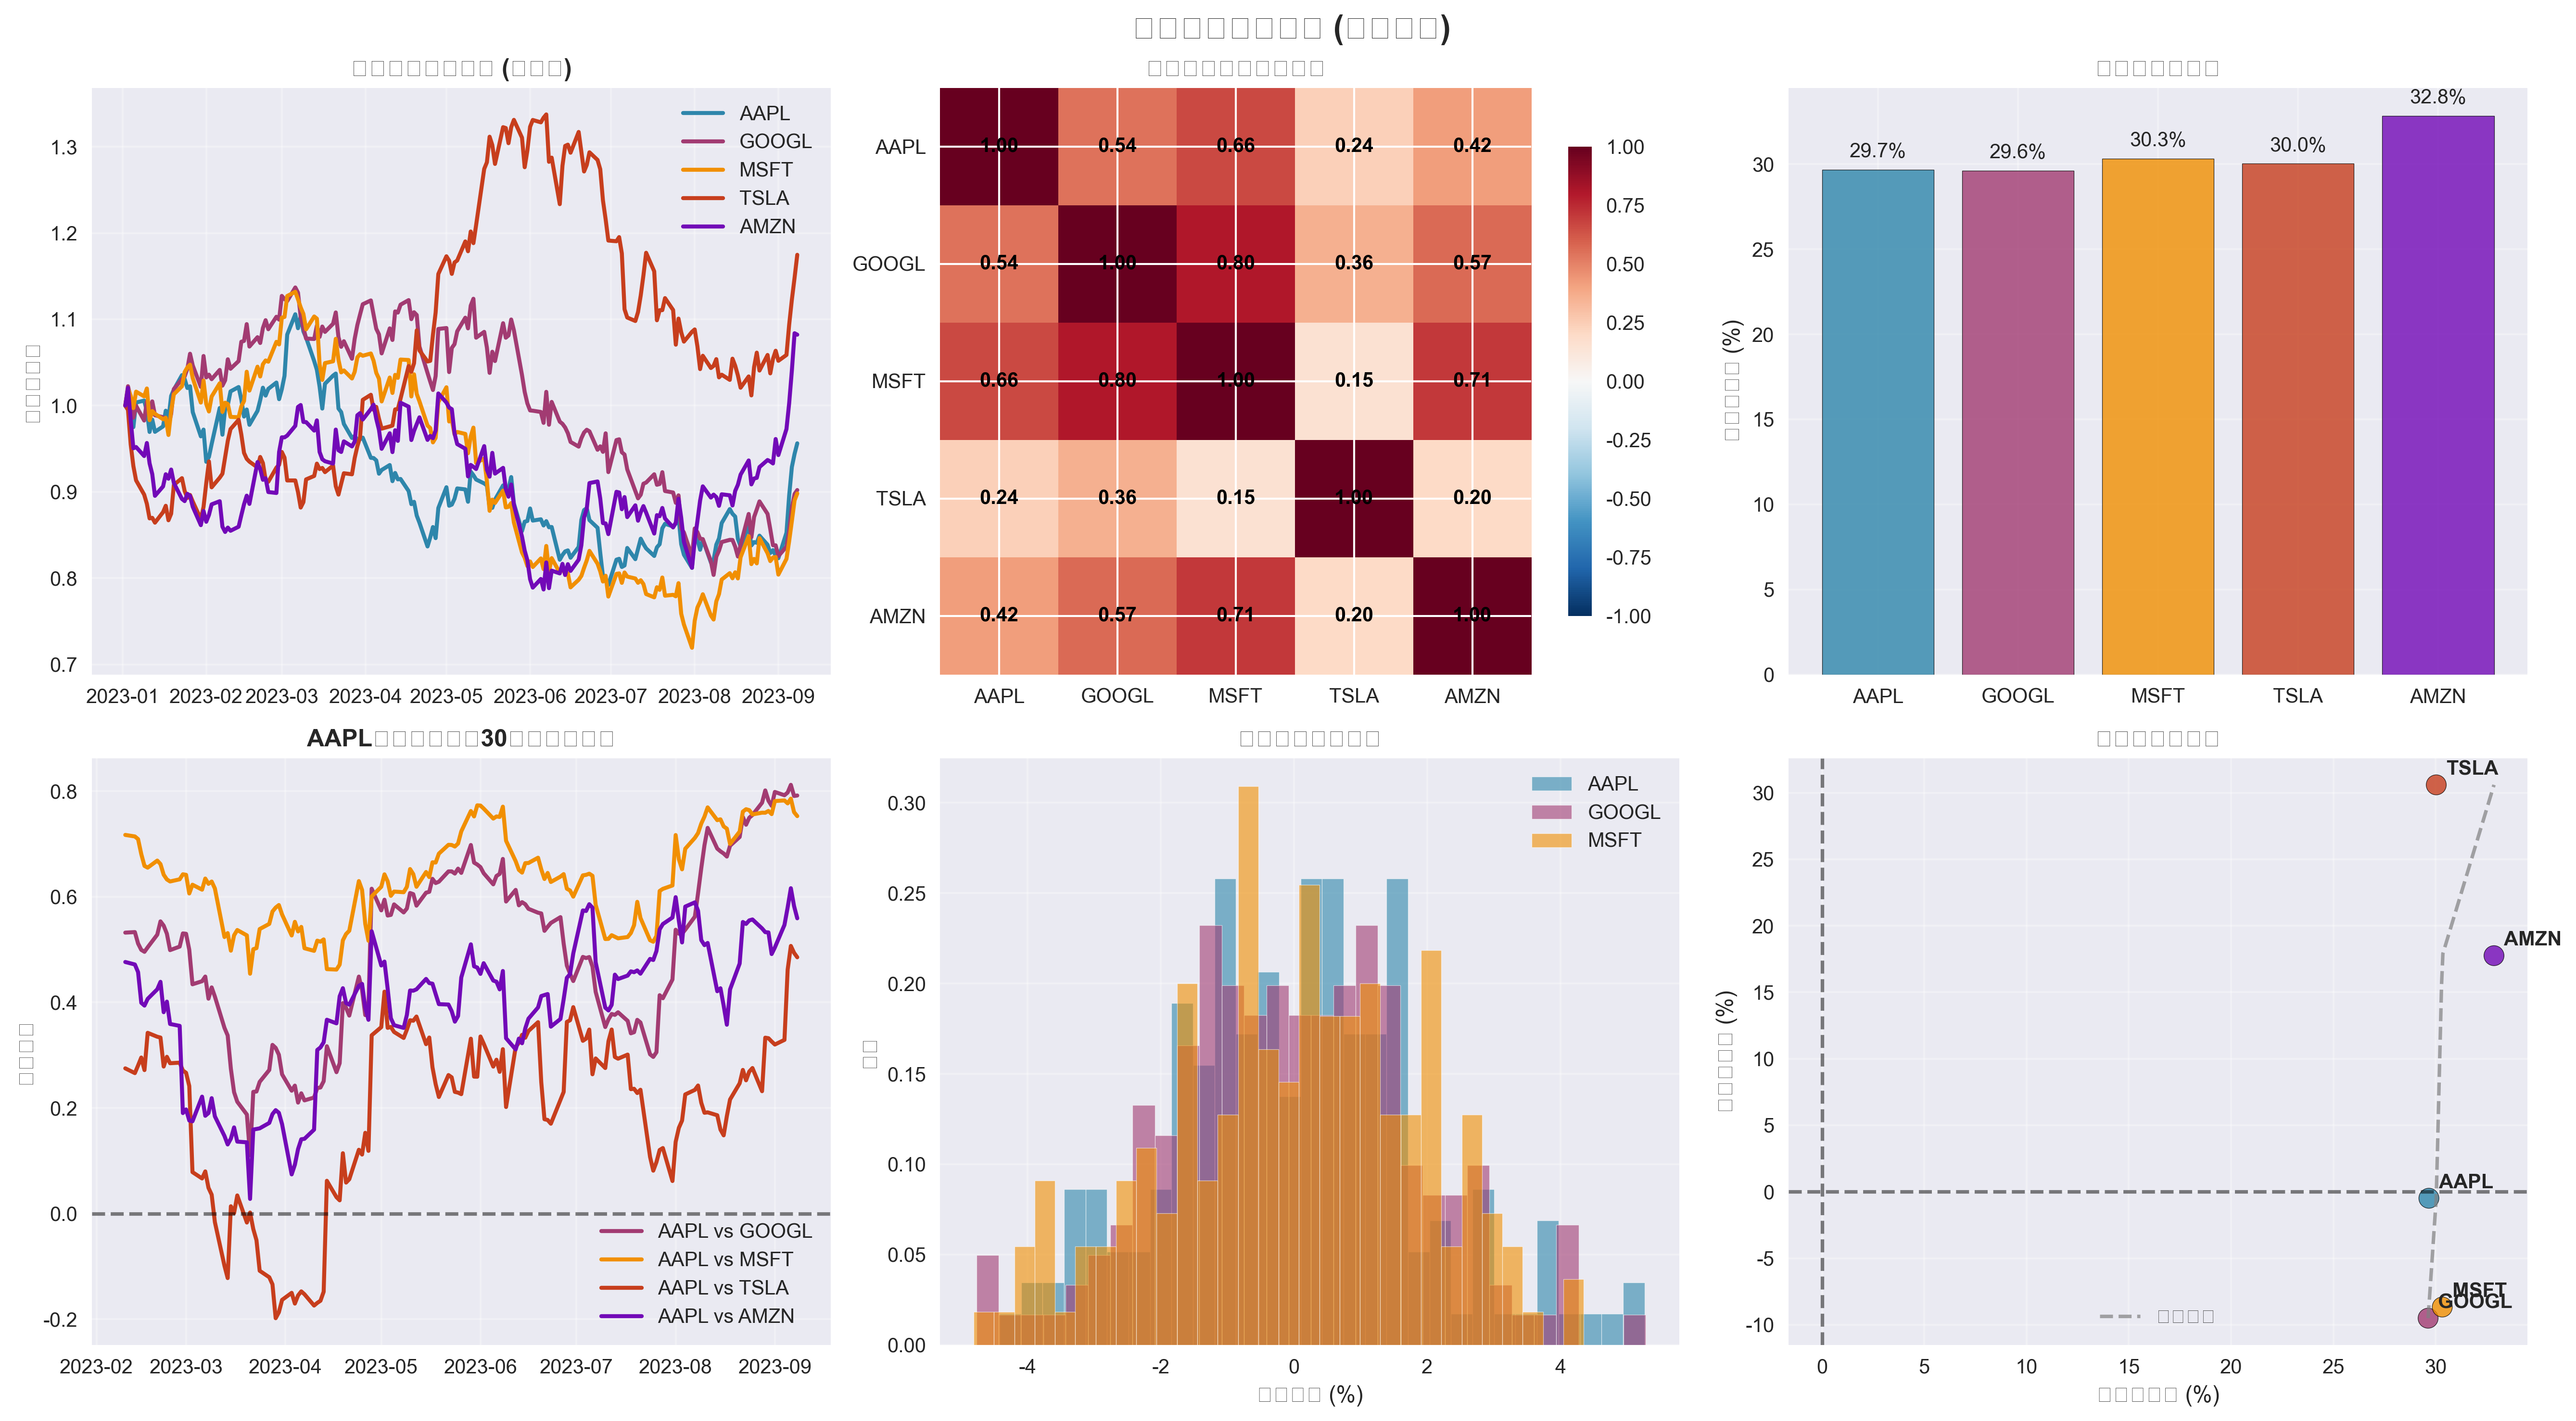 AAPL
GOOGL
MSFT
TSLA
AMZN
1.3
1.2
1.1
1.0
0.9
0.8
0.7
2023-01 2023-02 2023-03 2023-04 2023-05 2023-06 2023-07 2023-08 2023-09
AAPL 1.00 0.54 0.66 0.24 0.42
GOOGL 0.54 1.00 0.80 0.36 0.57
MSFT 0.66 0.80 1.00 0.15 0.71
TSLA 0.24 0.36 0.15 1.00 0.20
AMZN 0.42 0.57 0.71 0.20 1.00
AAPL GOOGL MSFT TSLA AMZN
1.00
0.75
0.50
0.25
0.00
-0.25
-0.50
-0.75
-1.00
(%)
30
25
20
15
10
5
0
29.7% 29.6% 30.3% 30.0% 32.8%
AAPL GOOGL MSFT TSLA AMZN
AAPL 30
0.8
0.6
0.4
0.2
0.0
-0.2
AAPL vs GOOGL
AAPL vs MSFT
AAPL vs TSLA
AAPL vs AMZN
2023-02 2023-03 2023-04 2023-05 2023-06 2023-07 2023-08 2023-09
AAPL
GOOGL
MSFT
0.30
0.25
0.20
0.15
0.10
0.05
0.00
-4 -2 0 2 4
(%)
(%)
30
25
20
15
10
5
0
-5
-10
TSLA
AMZN
AAPL
MSFT
GOOGL
0 5 10 15 20 25 30
(%)